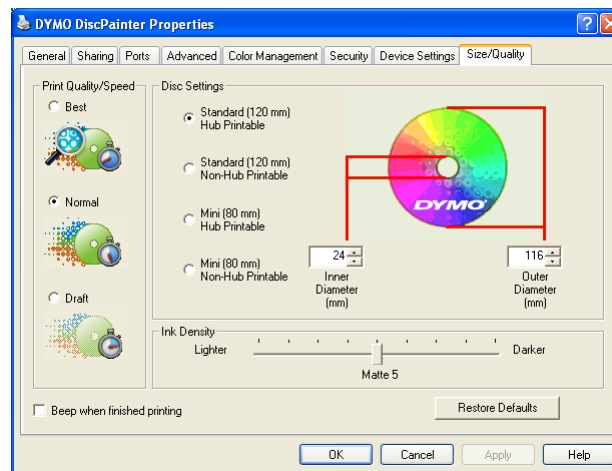 DYMO DiscPainter Properties
General Sharing Ports Advanced Color Management Security Device Settings Size/Quality
Print Quality/Speed
Best
Normal
Draft
Disc Settings
Standard (120 mm)
Hub Printable
Standard (120 mm)
Non-Hub Printable
Mini (80 mm)
Hub Printable
Mini (80 mm)
Non-Hub Printable
DYMO
24
Inner
Diameter
(mm)
116
Outer
Diameter
(mm)
Ink Density
Lighter Darker
Matte 5
Beep when finished printing
Restore Defaults
OK Cancel Apply Help